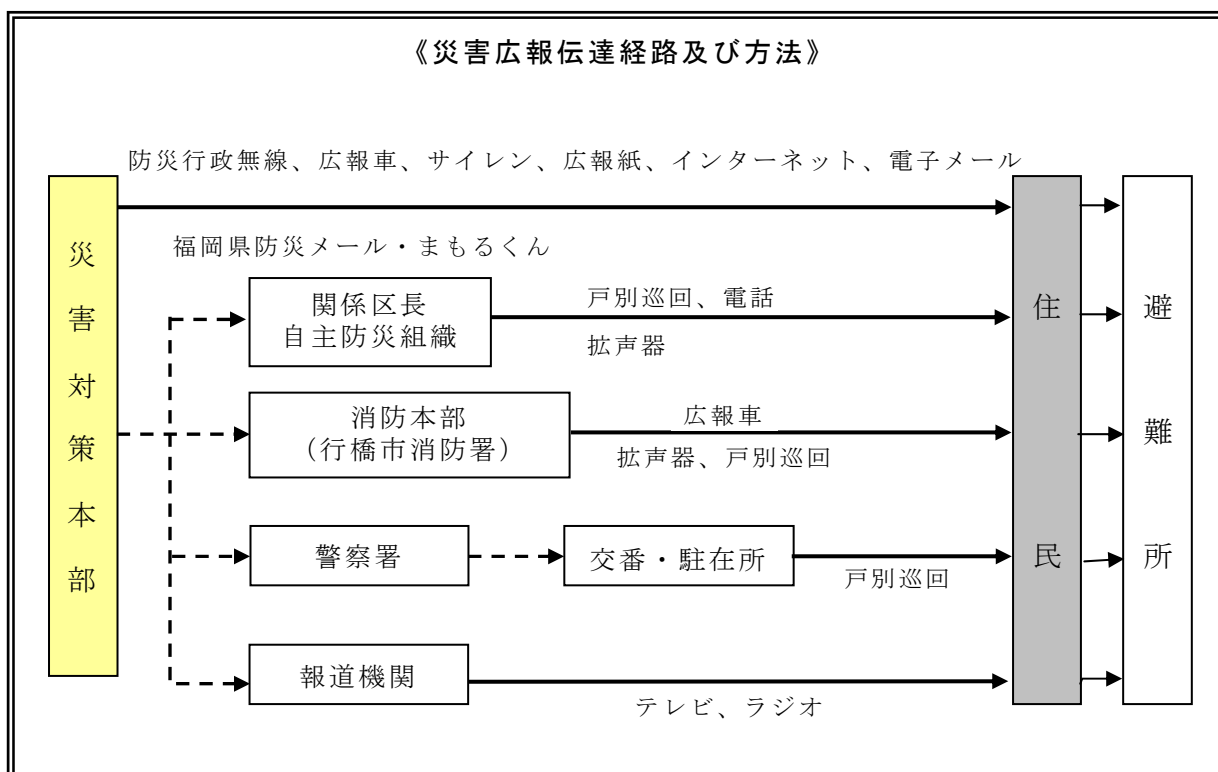 《災害広報伝達経路及び方法》
防災行政無線、広報車、サイレン、広報紙、インターネット、電子メール
福岡県防災メール・まもるくん
災害対策本部
関係区長
自主防災組織
戸別巡回、電話
拡声器
消防本部
（行橋市消防署）
広報車
拡声器、戸別巡回
警察署
交番・駐在所
戸別巡回
報道機関
テレビ、ラジオ
住民
避難所